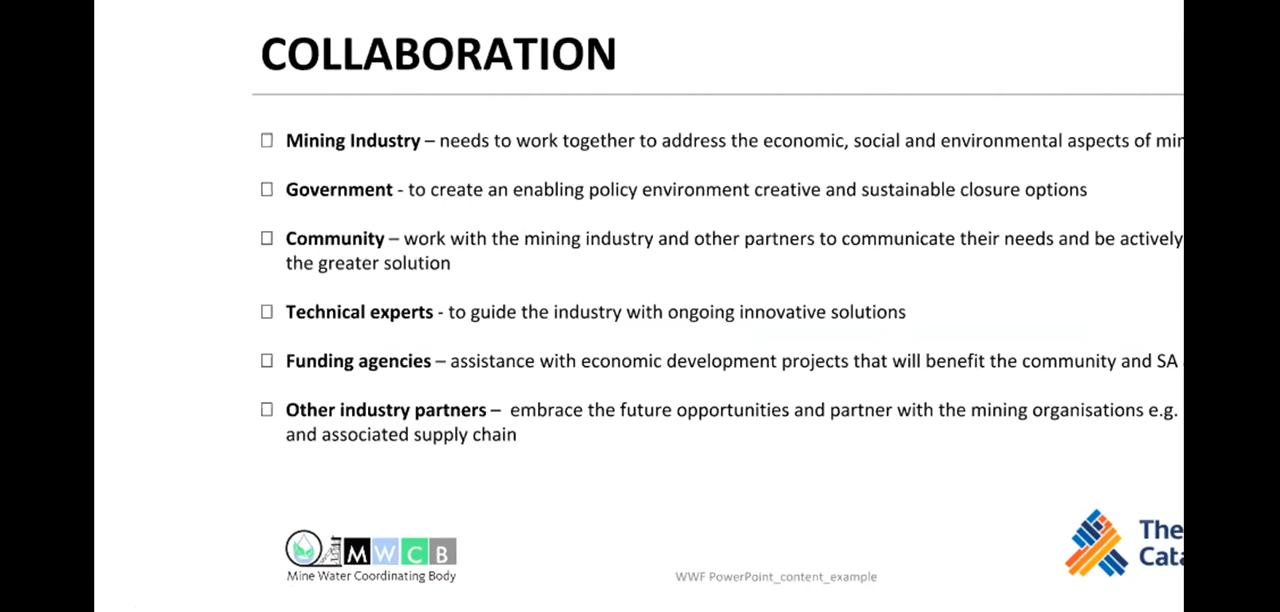 COLLABORATION
Mining Industry – needs to work together to address the economic, social and environmental aspects of
Government - to create an enabling policy environment creative and sustainable closure options
Community – work with the mining industry and other partners to communicate their needs and be actively
the greater solution
Technical experts - to guide the industry with ongoing innovative solutions
Funding agencies – assistance with economic development projects that will benefit the community and SA
Other industry partners – embrace the future opportunities and partner with the mining organisations e.g.
and associated supply chain
MWCB
Mine Water Coordinating Body
WWF PowerPoint_content_example
The